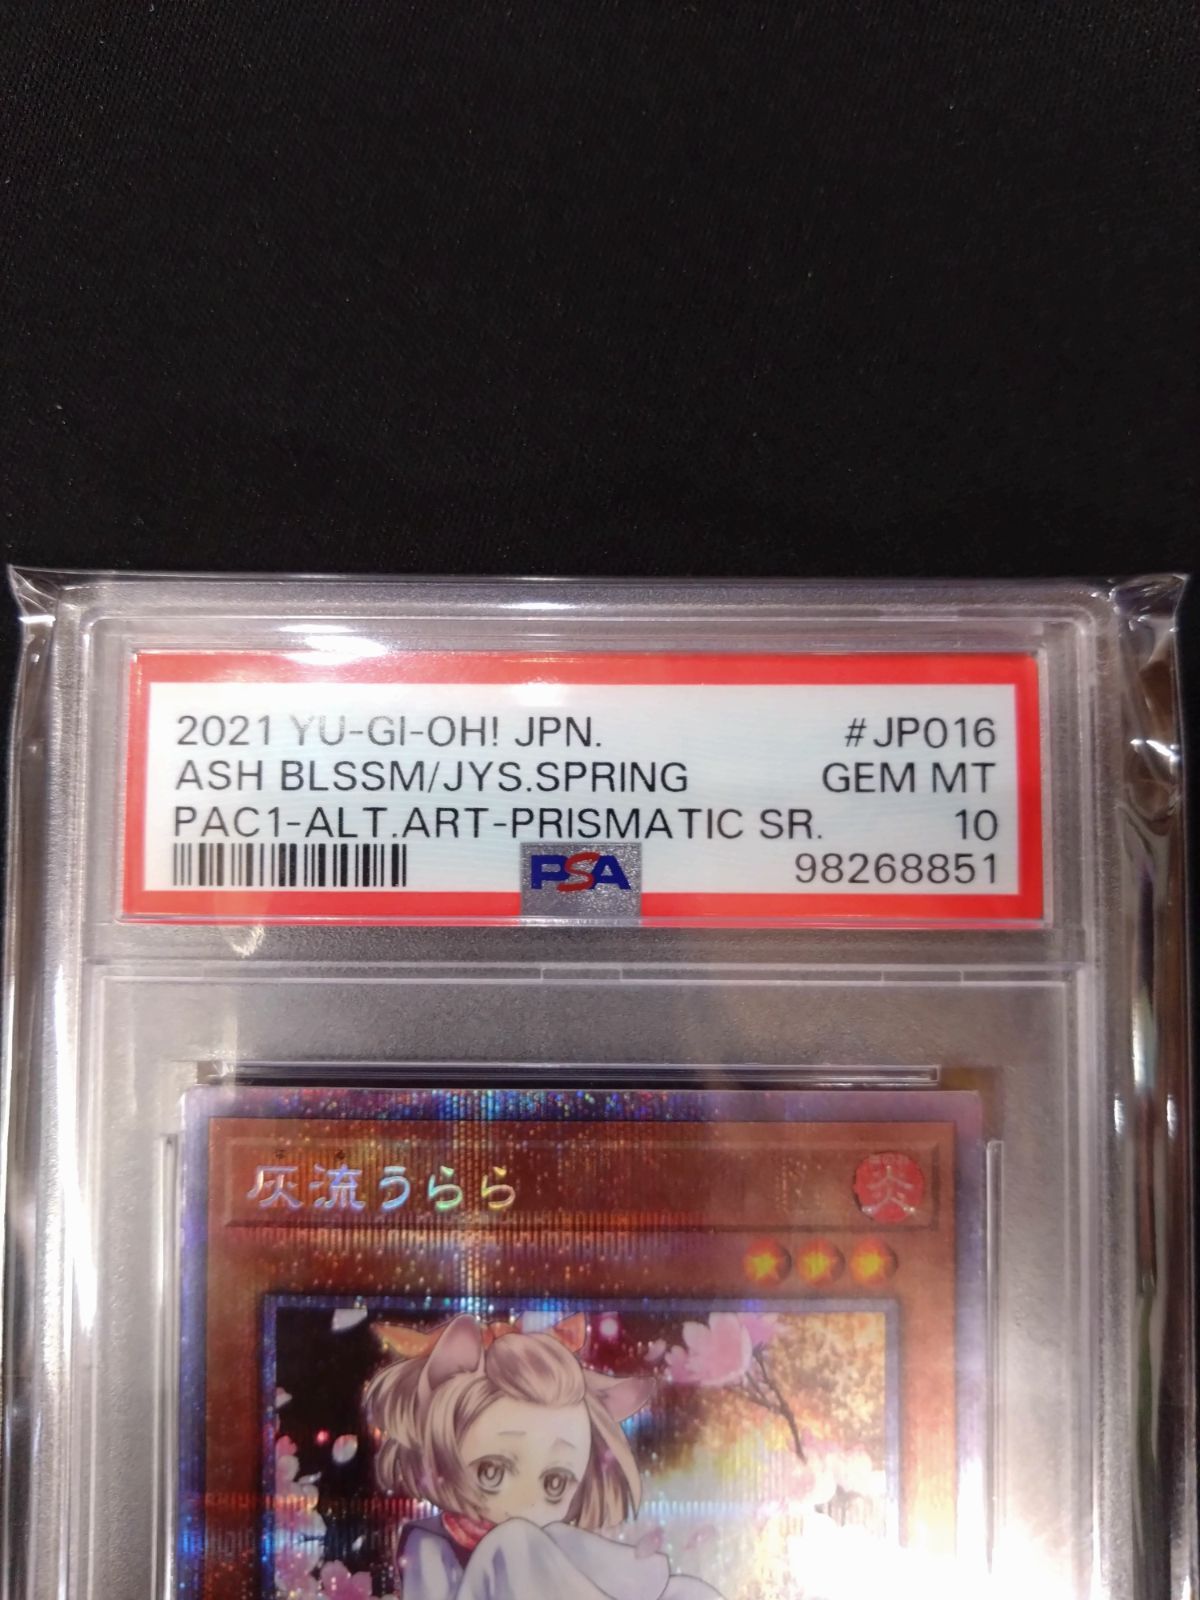 2021 YU-GI-OH! JPN. #JP016
ASH BLSSM/JYS.SPRING GEM MT
PAC1-ALT.ART-PRISMATIC SR. 10
PSA 98268851
灰流うらら 炎